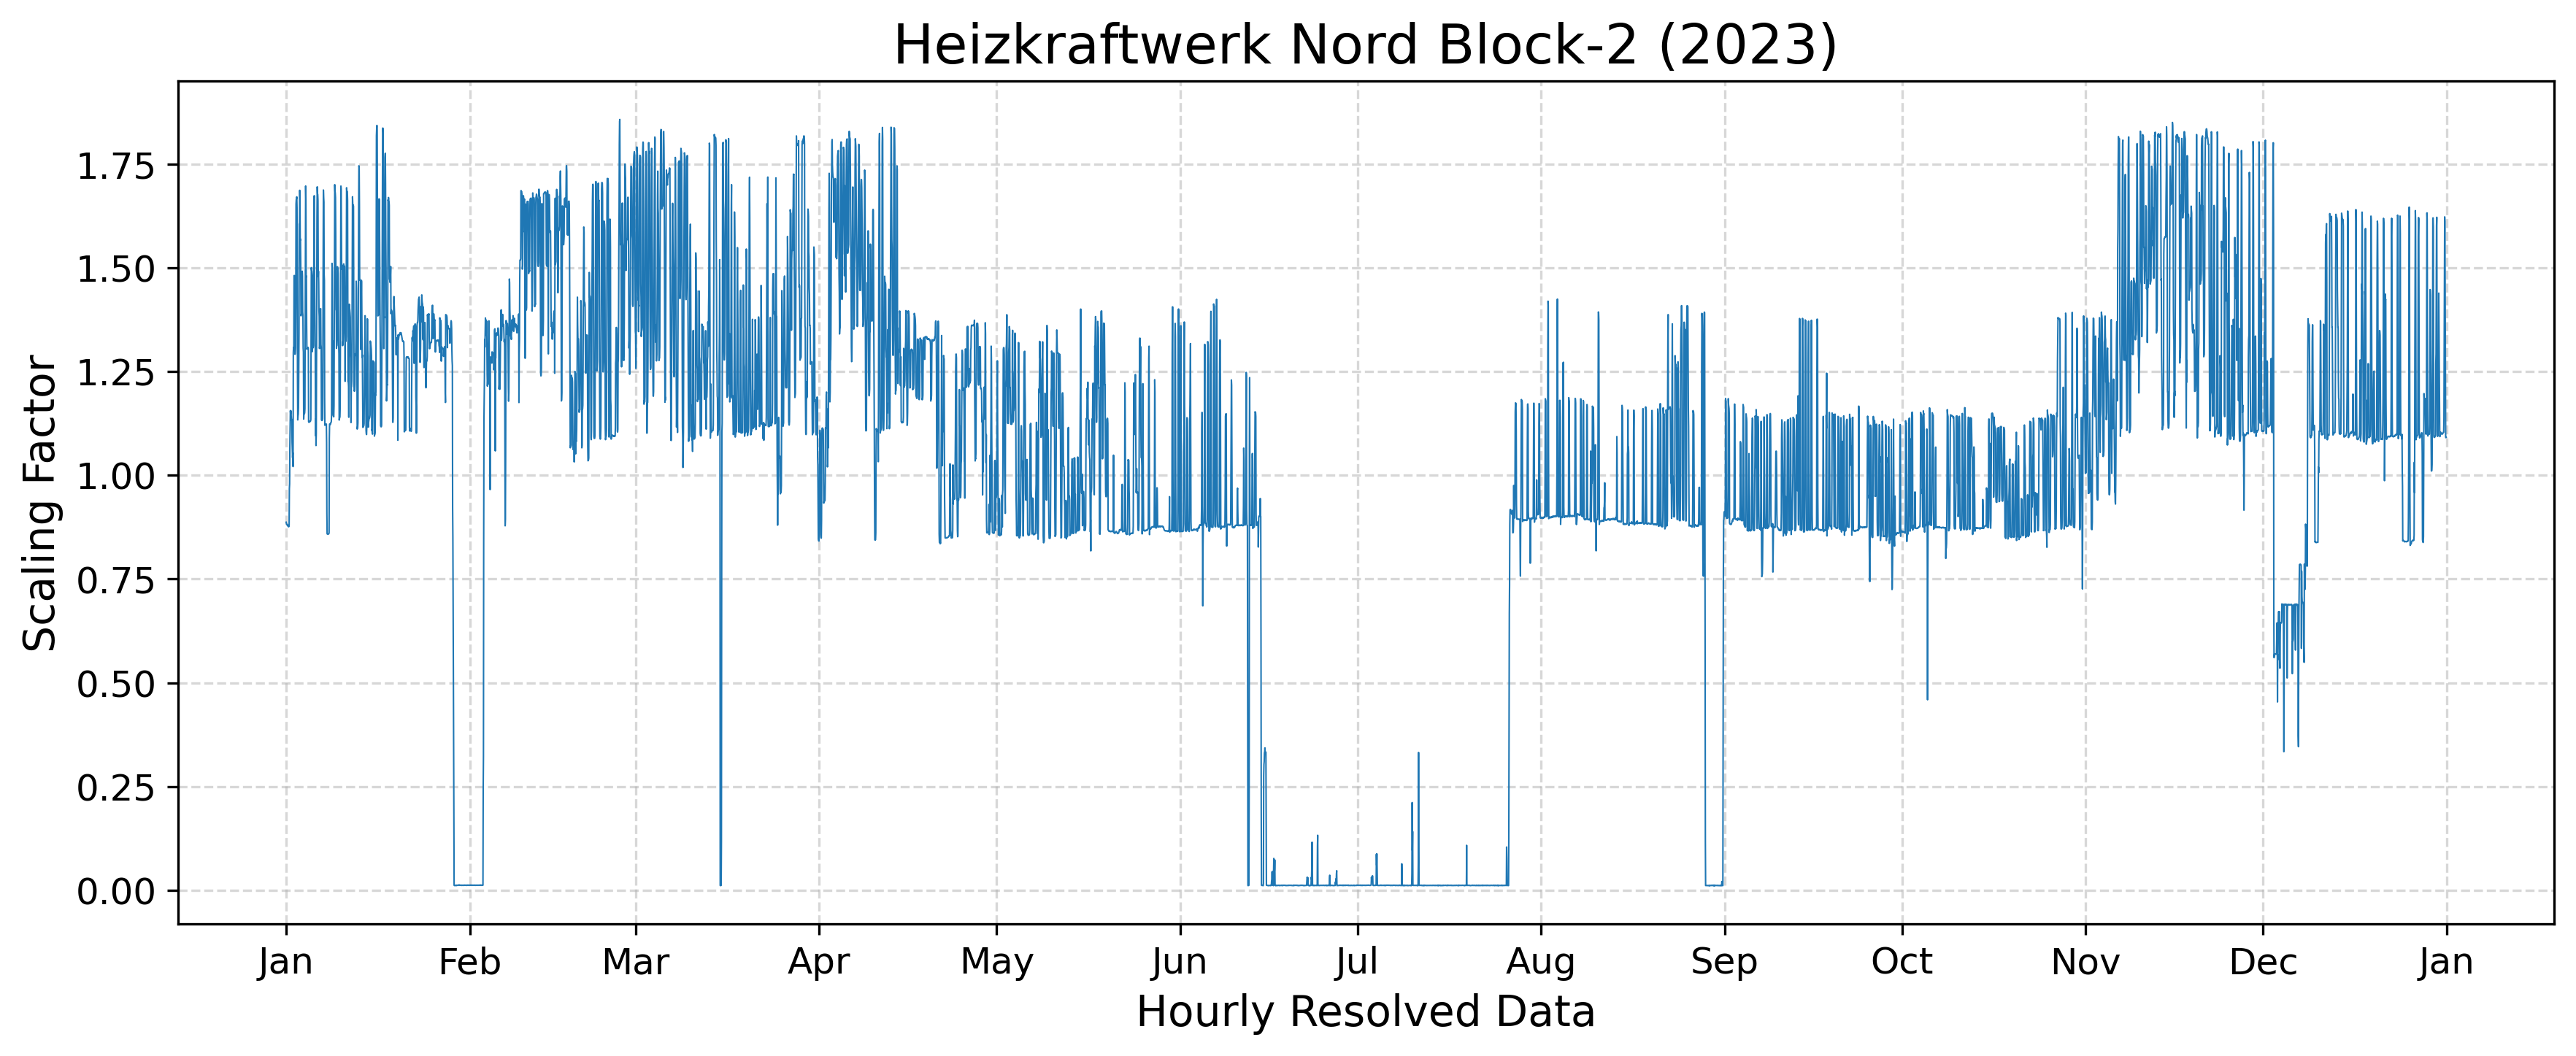 Heizkraftwerk Nord Block-2 (2023)
Scaling Factor
1.75
1.50
1.25
1.00
0.75
0.50
0.25
0.00
Jan Feb Mar Apr May Jun Jul Aug Sep Oct Nov Dec Jan
Hourly Resolved Data